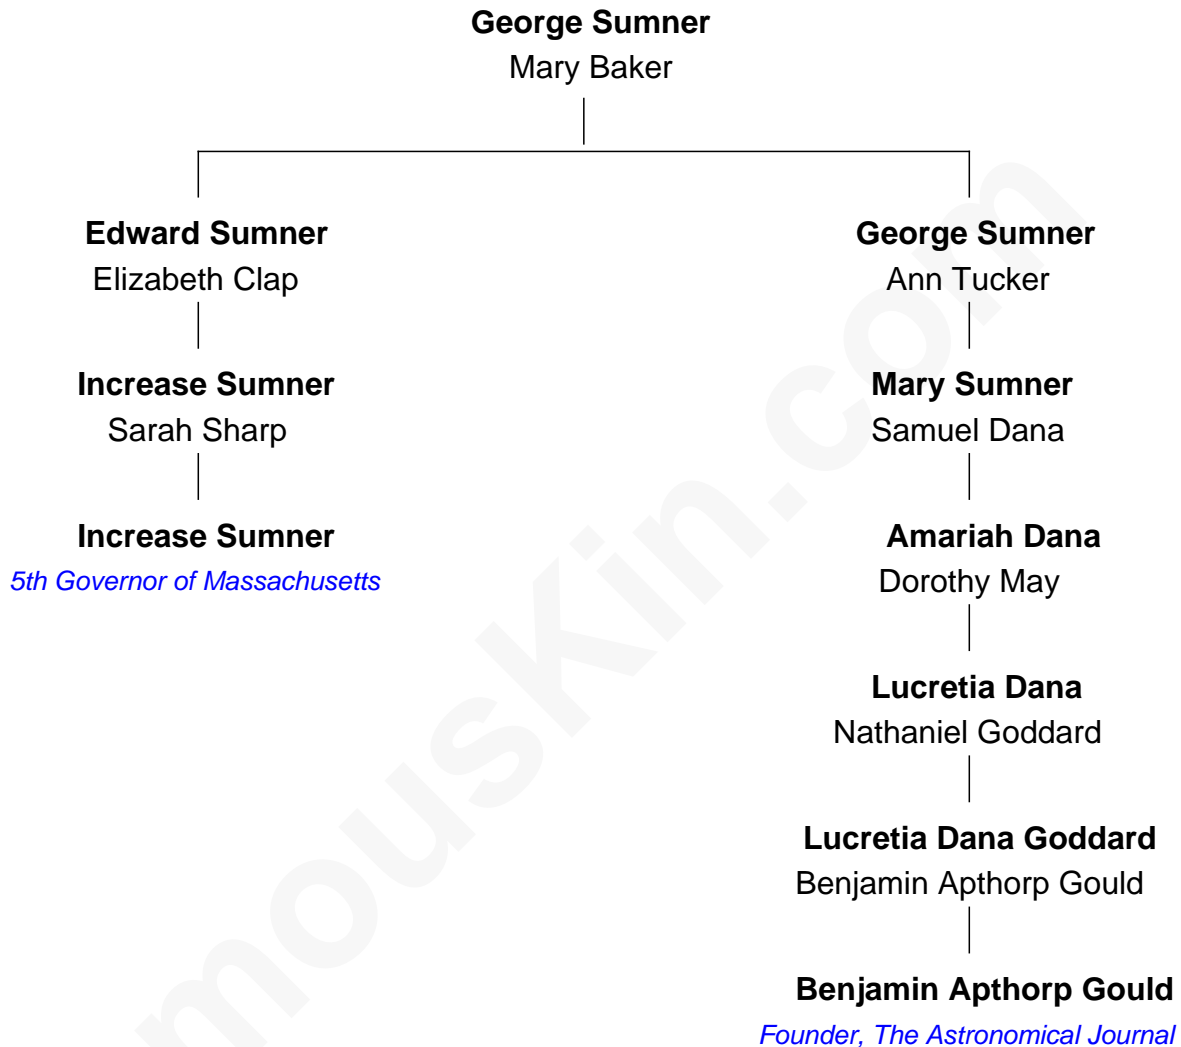 George Sumner
Mary Baker
Edward Sumner
Elizabeth Clap
George Sumner
Ann Tucker
Increase Sumner
Sarah Sharp
Mary Sumner
Samuel Dana
Increase Sumner
5th Governor of Massachusetts
Amariah Dana
Dorothy May
Lucretia Dana
Nathaniel Goddard
Lucretia Dana Goddard
Benjamin Apthorp Gould
Benjamin Apthorp Gould
Founder, The Astronomical Journal
mouskin.com